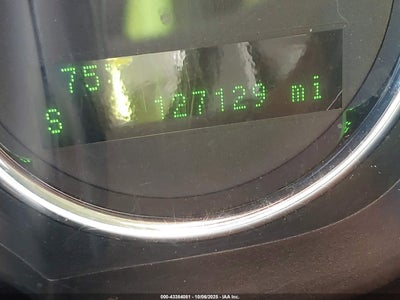 75°
S 127129 mi
000-43384081 | 10/06/2025 - IAA Inc.